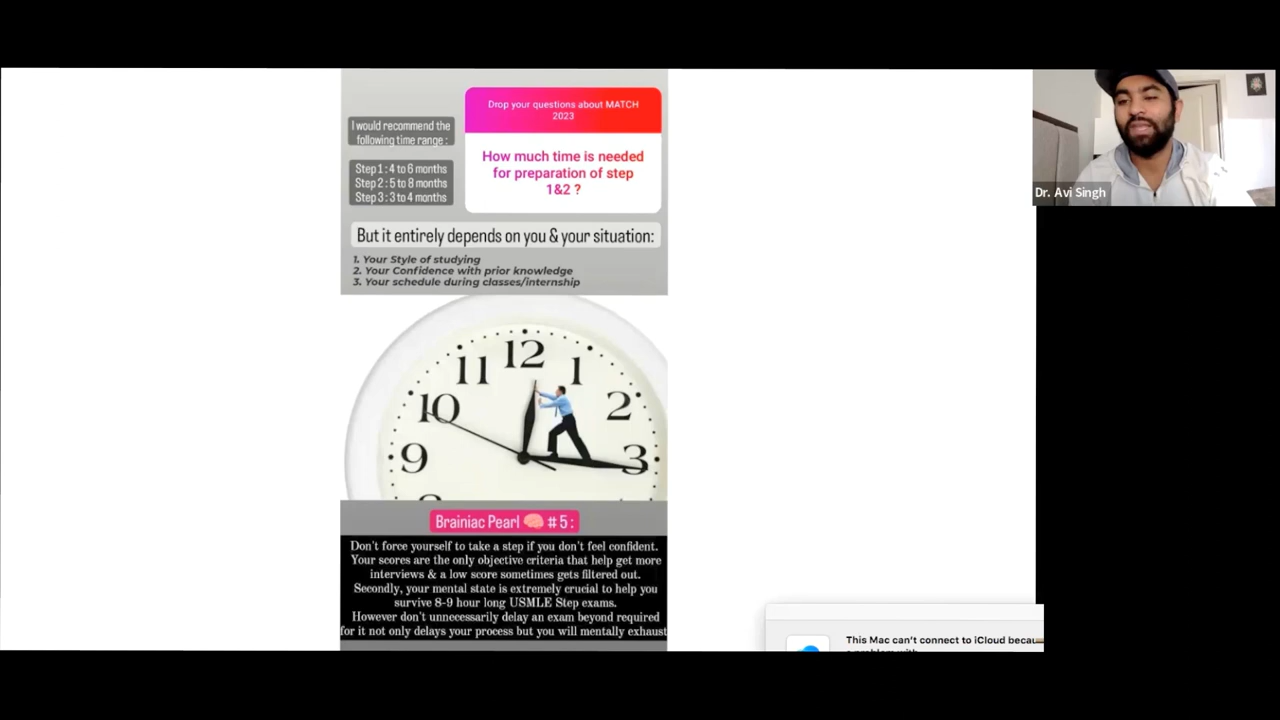 Drop your questions about MATCH
2023
I would recommend the
following time range :
How much time is needed
for preparation of step
1&2 ?
Step 1 : 4 to 6 months
Step 2 : 5 to 8 months
Step 3 : 3 to 4 months
But it entirely depends on you & your situation:
1. Your Style of studying
2. Your Confidence with prior knowledge
3. Your schedule during classes/internship
12
11
1
10
2
9
3
Brainiac Pearl 🧠 # 5 :
Don't force yourself to take a step if you don't feel confident.
Your scores are the only objective criteria that help get more
interviews & a low score sometimes gets filtered out.
Secondly, your mental state is extremely crucial to help you
survive 8-9 hour long USMLE Step exams.
However don't unnecessarily delay an exam beyond required
for it not only delays your process but you will mentally exhaust
Dr. Avi Singh
This Mac can't connect to iCloud becau